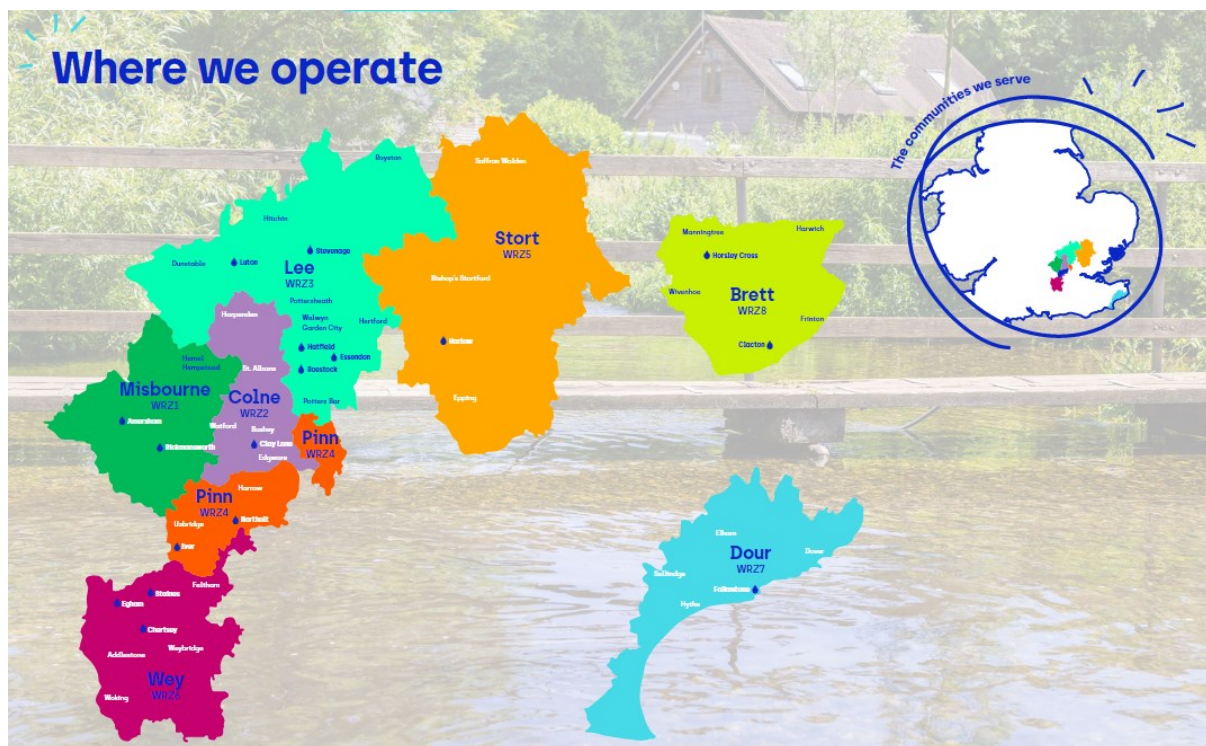 Where we operate
The communities we serve
Royston
Saffron Walden
Hitchin
Stevenage
Dunstable
Luton
Lee
WRZ3
Stort
WRZ5
Bishop's Stortford
Harlow
Epping
Pottersheath
Welwyn
Garden City
Hertford
Hatfield
Essendon
Roestock
Potters Bar
Harpenden
St. Albans
Colne
WRZ2
Watford
Bushey
Clay Lane
Edgware
Hemel
Hempstead
Misbourne
WRZ1
Amersham
Rickmansworth
Pinn
WRZ4
Pinn
WRZ4
Harrow
Uxbridge
Northolt
Iver
Feltham
Staines
Egham
Chertsey
Weybridge
Addlestone
Wey
WRZ6
Woking
Manningtree
Harwich
Horsley Cross
Wivenhoe
Brett
WRZ8
Frinton
Clacton
Elham
Dour
WRZ7
Dover
Sellindge
Folkestone
Hythe